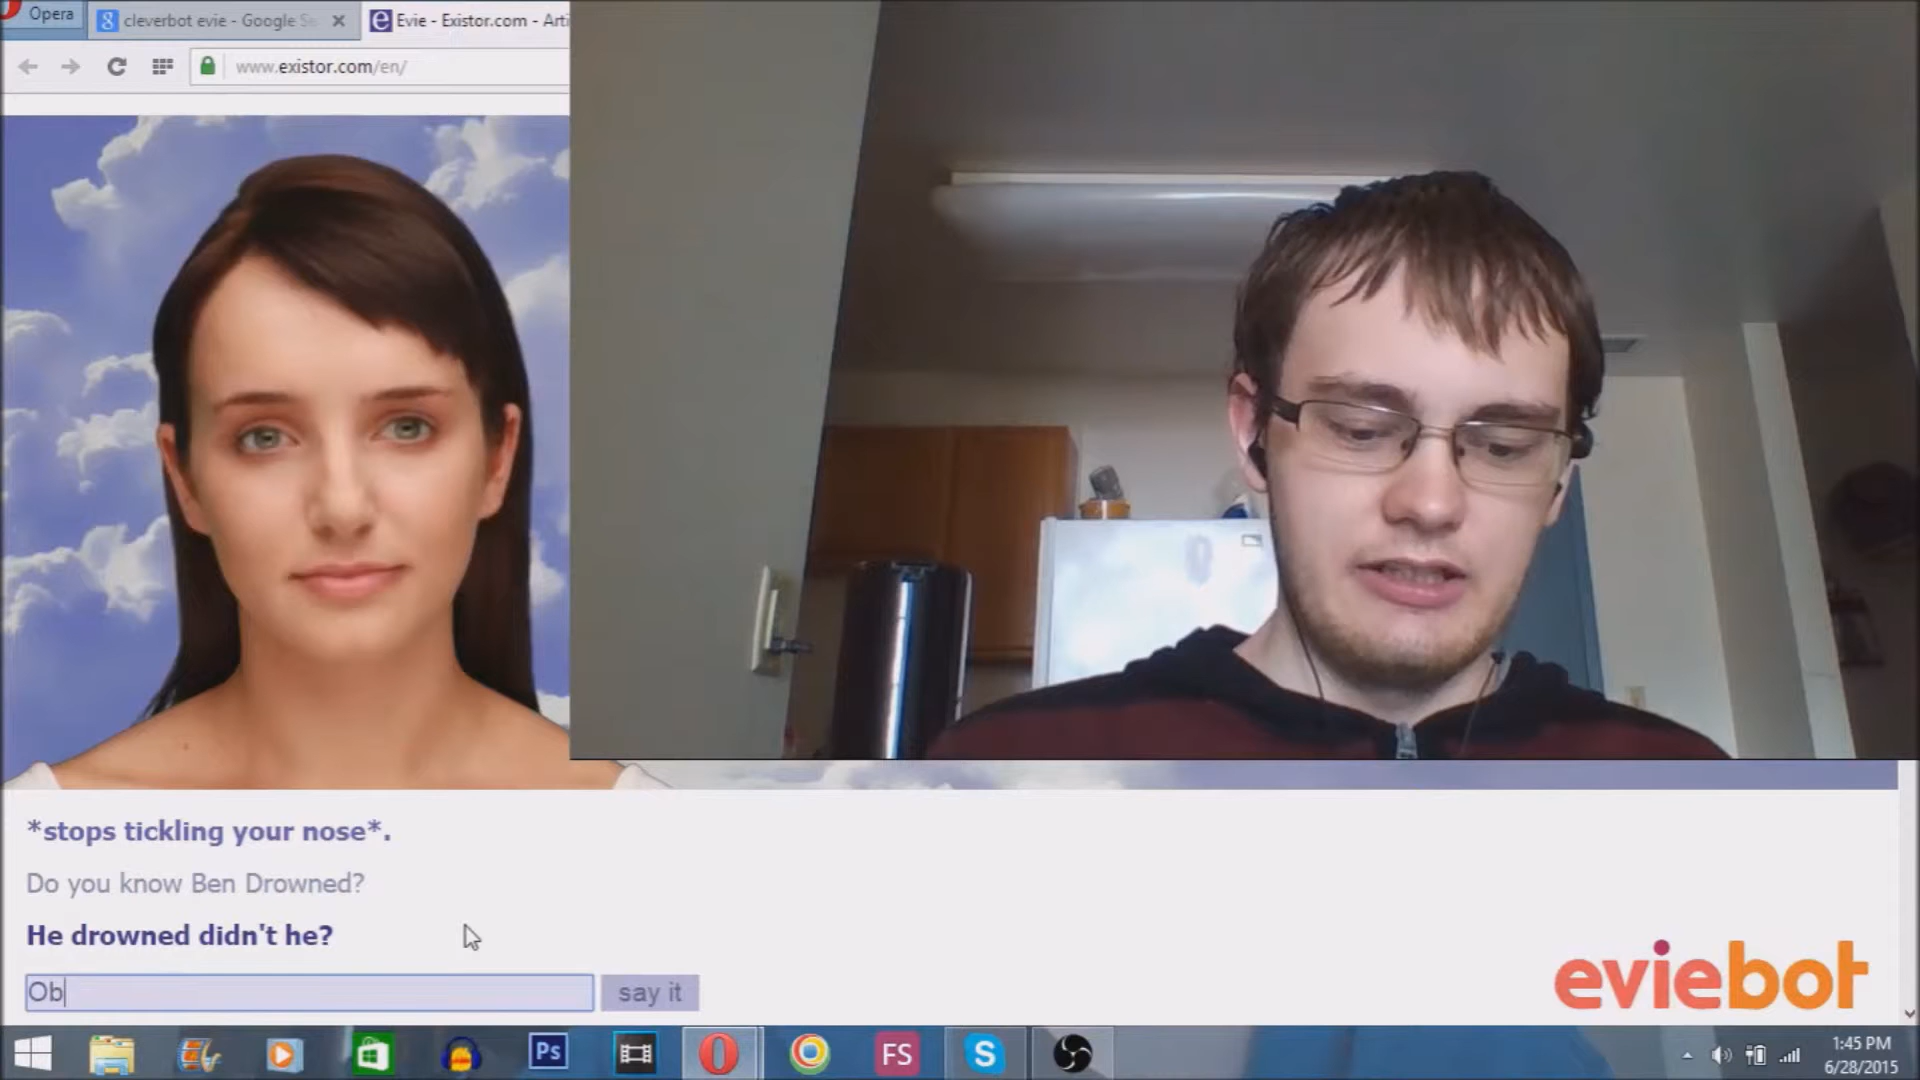 Opera
cleverbot evie - Google Se
Evie - Existor.com - Arti
www.existor.com/en/
*stops tickling your nose*.
Do you know Ben Drowned?
He drowned didn't he?
Ob
say it
eviebot
Ps
FS
S
1:45 PM
6/28/2015